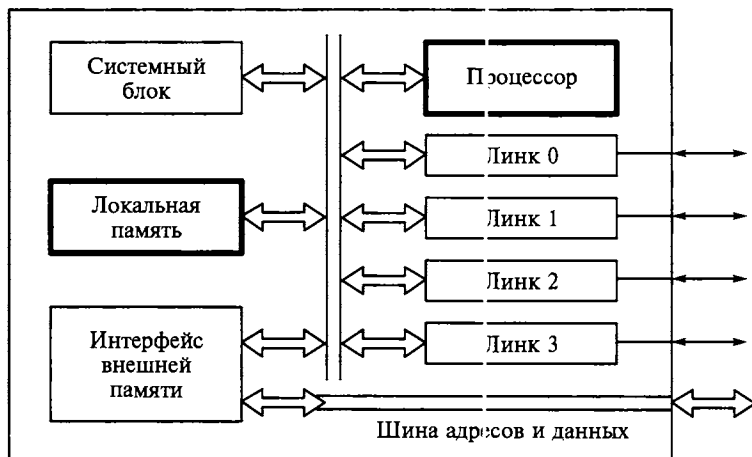 Системный
блок
Процессор
Линк 0
Локальная
память
Линк 1
Линк 2
Интерфейс
внешней
памяти
Линк 3
Шина адресов и данных